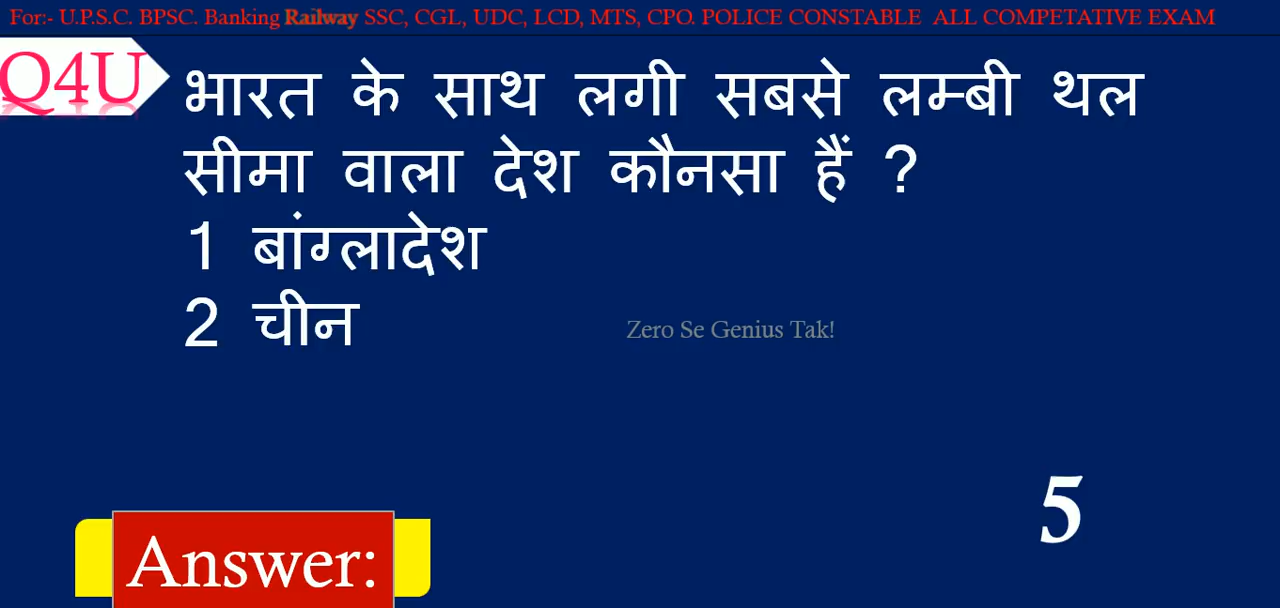 For:- U.P.S.C. BPSC. Banking Railway SSC, CGL, UDC, LCD, MTS, CPO. POLICE CONSTABLE ALL COMPETATIVE EXAM
Q4U
भारत के साथ लगी सबसे लम्बी थल
सीमा वाला देश कौनसा हैं ?
1 बांग्लादेश
2 चीन
Zero Se Genius Tak!
5
Answer: